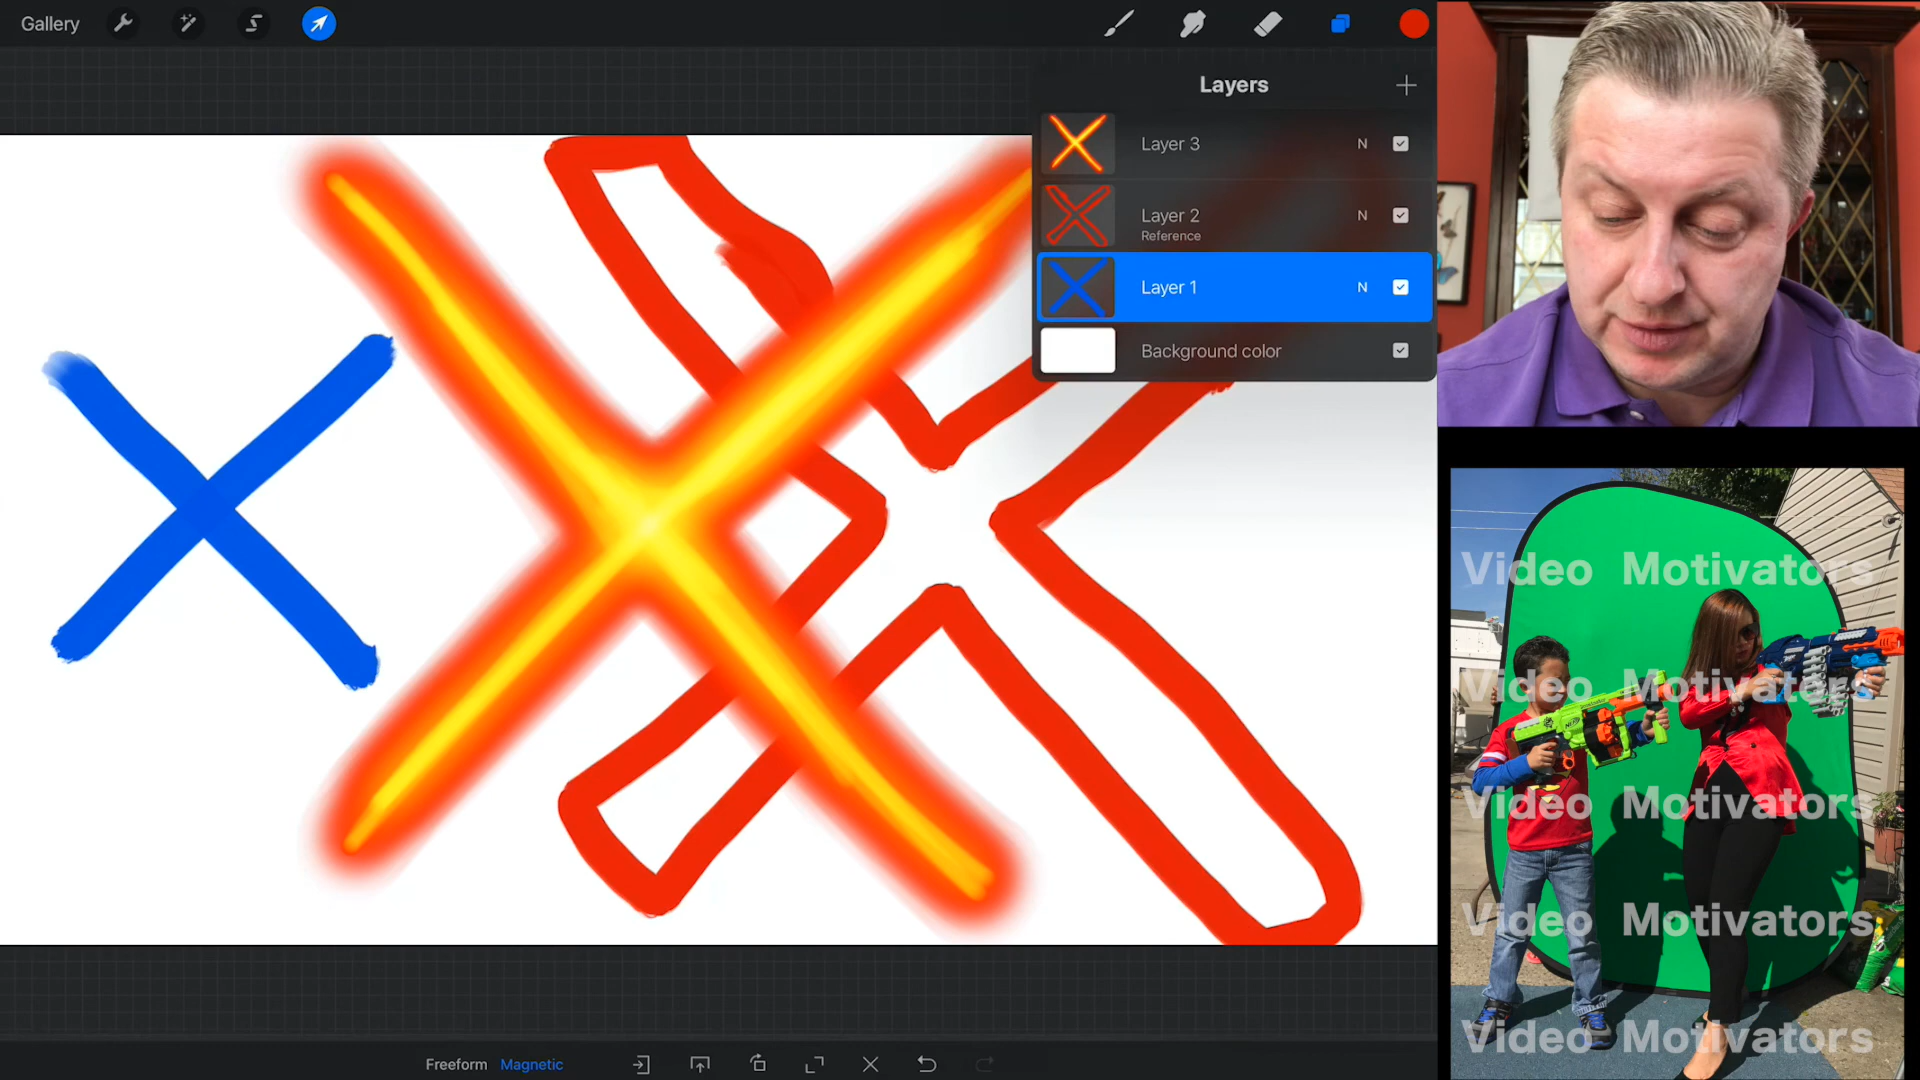 Gallery
Layers
Layer 3 N
Layer 2 N
Reference
Layer 1 N
Background color
Freeform Magnetic
Video Motivators
Video Motivators
Video Motivators
Video Motivators
Video Motivators